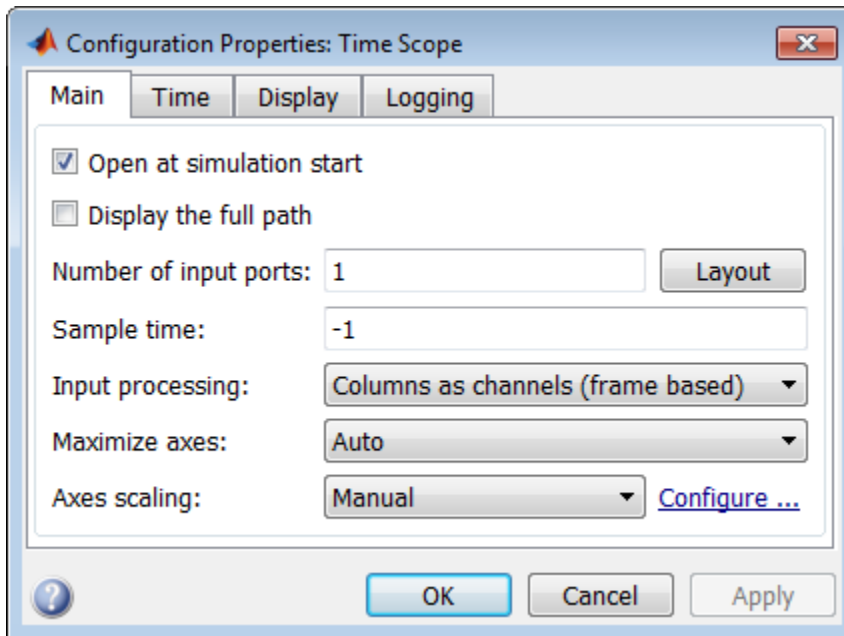 Configuration Properties: Time Scope
Main Time Display Logging
Open at simulation start
Display the full path
Number of input ports: 1 Layout
Sample time: -1
Input processing: Columns as channels (frame based)
Maximize axes: Auto
Axes scaling: Manual Configure ...
? OK Cancel Apply